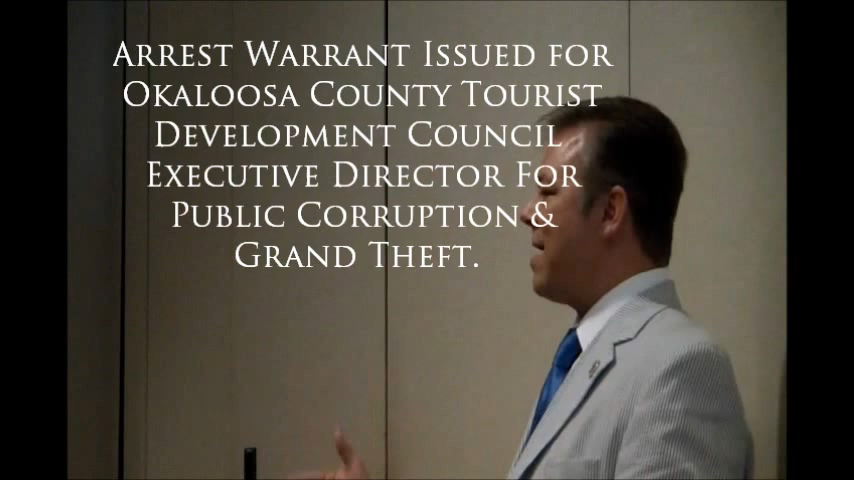 Arrest Warrant Issued for
Okaloosa County Tourist
Development Council
Executive Director For
Public Corruption &
Grand Theft.